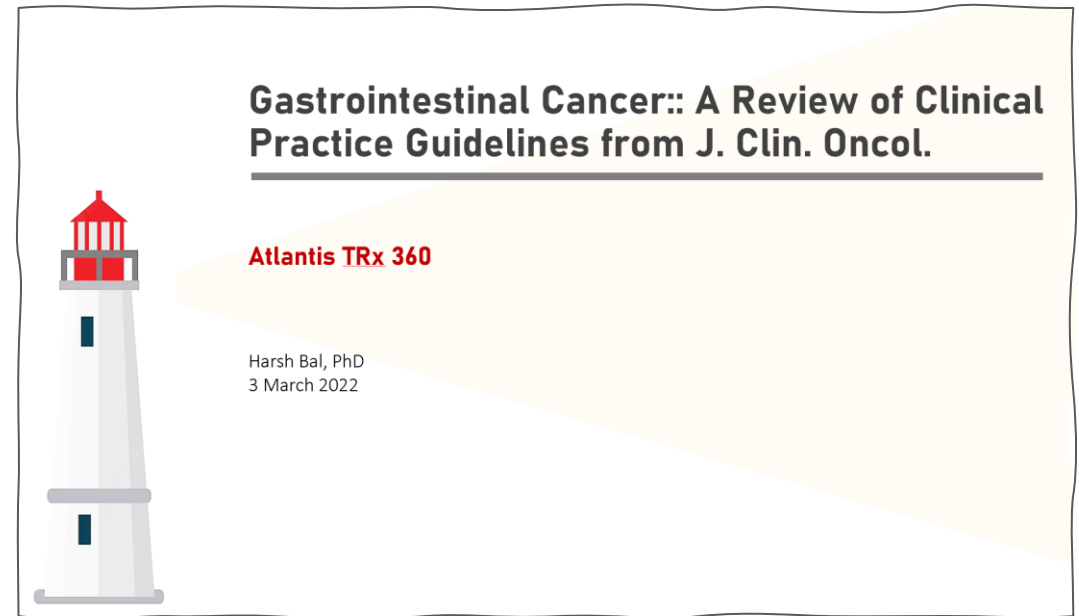 Gastrointestinal Cancer:: A Review of Clinical
Practice Guidelines from J. Clin. Oncol.
Atlantis TRx 360
Harsh Bal, PhD
3 March 2022